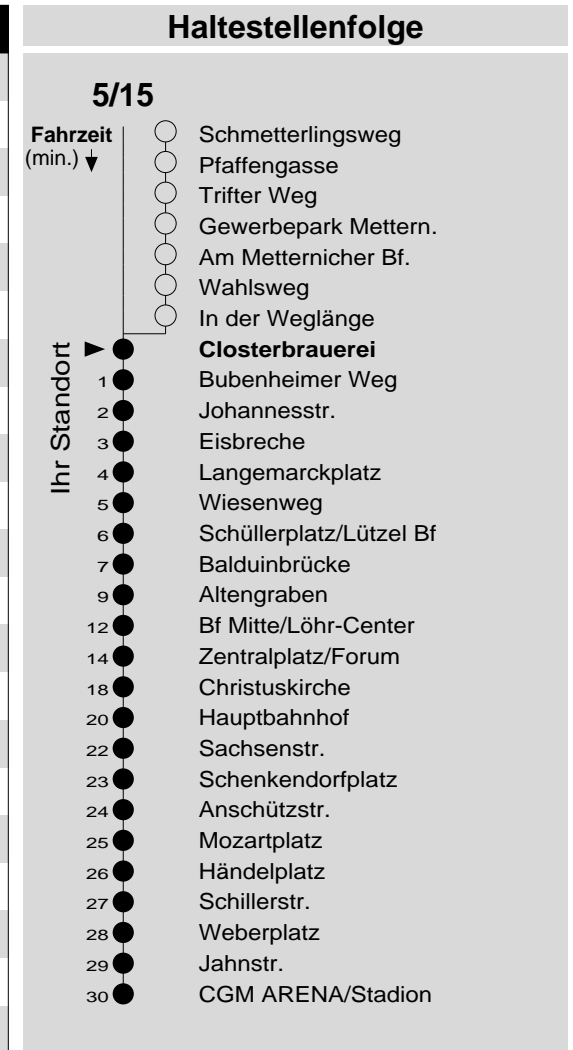 Haltestellenfolge
5/15
Fahrzeit
(min.)
Schmetterlingsweg
Pfaffengasse
Trifter Weg
Gewerbepark Mettern.
Am Metternicher Bf.
Wahlsweg
In der Weglänge
Ihr Standort
Closterbrauerei
1 Bubenheimer Weg
2 Johannesstr.
3 Eisbreche
4 Langemarckplatz
5 Wiesenweg
6 Schüllerplatz/Lützel Bf
7 Balduinbrücke
9 Altengraben
12 Bf Mitte/Löhr-Center
14 Zentralplatz/Forum
18 Christuskirche
20 Hauptbahnhof
22 Sachsenstr.
23 Schenkendorfplatz
24 Anschützstr.
25 Mozartplatz
26 Händelplatz
27 Schillerstr.
28 Weberplatz
29 Jahnstr.
30 CGM ARENA/Stadion